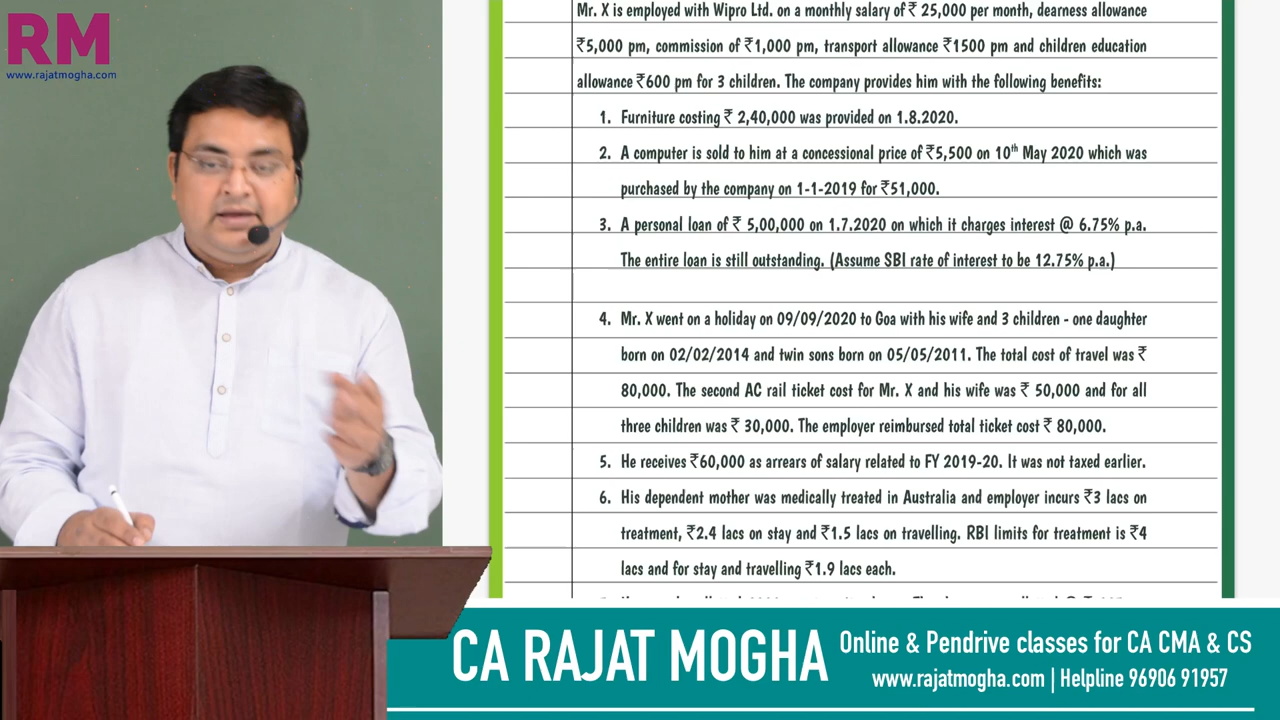 RM
www.rajatmogha.com
Mr. X is employed with Wipro Ltd. on a monthly salary of ₹ 25,000 per month, dearness allowance
₹5,000 pm, commission of ₹1,000 pm, transport allowance ₹1500 pm and children education
allowance ₹600 pm for 3 children. The company provides him with the following benefits:
1. Furniture costing ₹ 2,40,000 was provided on 1.8.2020.
2. A computer is sold to him at a concessional price of ₹5,500 on 10th May 2020 which was
purchased by the company on 1-1-2019 for ₹51,000.
3. A personal loan of ₹ 5,00,000 on 1.7.2020 on which it charges interest @ 6.75% p.a.
The entire loan is still outstanding. (Assume SBI rate of interest to be 12.75% p.a.)
4. Mr. X went on a holiday on 09/09/2020 to Goa with his wife and 3 children - one daughter
born on 02/02/2014 and twin sons born on 05/05/2011. The total cost of travel was ₹
80,000. The second AC rail ticket cost for Mr. X and his wife was ₹ 50,000 and for all
three children was ₹ 30,000. The employer reimbursed total ticket cost ₹ 80,000.
5. He receives ₹60,000 as arrears of salary related to FY 2019-20. It was not taxed earlier.
6. His dependent mother was medically treated in Australia and employer incurs ₹3 lacs on
treatment, ₹2.4 lacs on stay and ₹1.5 lacs on travelling. RBI limits for treatment is ₹4
lacs and for stay and travelling ₹1.9 lacs each.
CA RAJAT MOGHA
Online & Pendrive classes for CA CMA & CS
www.rajatmogha.com | Helpline 96906 91957